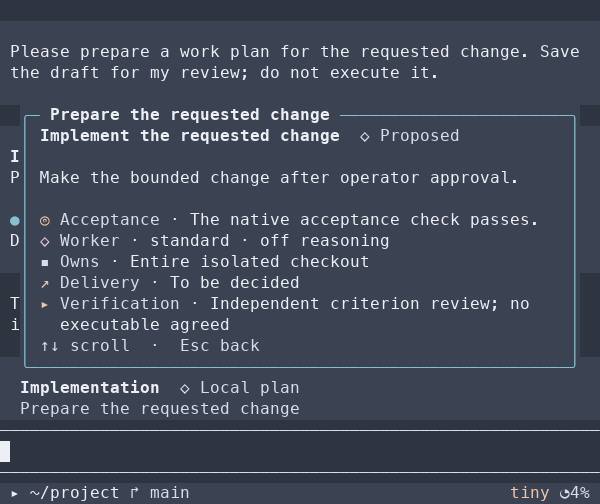 Please prepare a work plan for the requested change. Save
the draft for my review; do not execute it.
Prepare the requested change
Implement the requested change ◇ Proposed
I
P Make the bounded change after operator approval.
● ◎ Acceptance · The native acceptance check passes.
D ◇ Worker · standard · off reasoning
▪ Owns · Entire isolated checkout
↗ Delivery · To be decided
T ▸ Verification · Independent criterion review; no
i executable agreed
↑↓ scroll · Esc back
Implementation ◇ Local plan
Prepare the requested change
▸ ~/project ↱ main tiny ◔4%